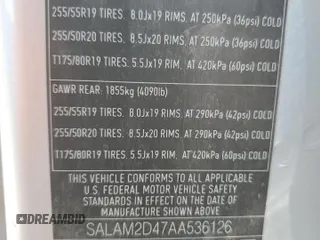 255/55R19 TIRES. 8.0Jx19 RIMS. AT 250kPa (36psi) COLD
255/50R20 TIRES. 8.5Jx20 RIMS. AT 250kPa (36psi) COLD
T175/80R19 TIRES. 5.5Jx19 RIM. AT 420kPa (60psi) COLD
GAWR REAR: 1855kg (4090lb)
255/55R19 TIRES. 8.0Jx19 RIMS. AT 290kPa (42psi) COLD
255/50R20 TIRES. 8.5Jx20 RIMS. AT 290kPa (42psi) COLD
T175/80R19 TIRES. 5.5Jx19 RIM. AT420kPa (60psi) COLD
THIS VEHICLE CONFORMS TO ALL APPLICABLE
FEDERAL MOTOR VEHICLE SAFETY
STANDARDS IN EFFECT ON THE DATE OF
MANUFACTURE SHOWN ABOVE
SALAM2D47AA536126
DREAMBID.COM